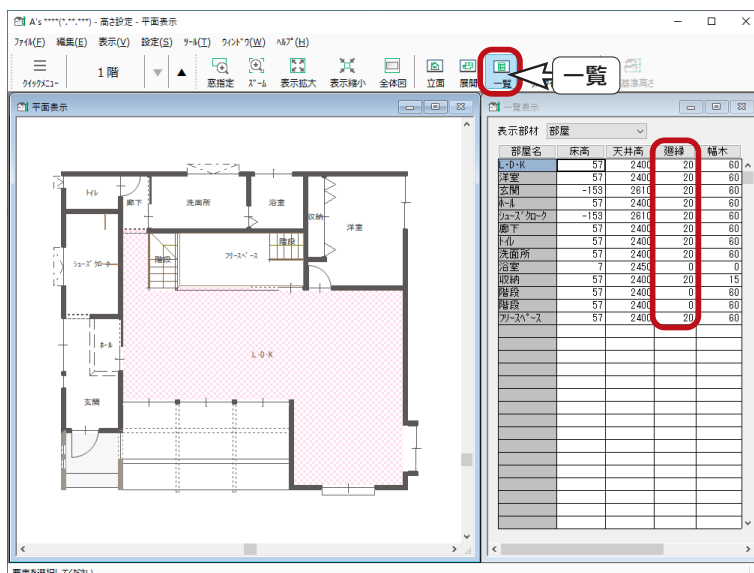 A's ****(*.**.***) - 高さ設定 - 平面表示
ﾌｧｲﾙ(F) 編集(E) 表示(V) 設定(S) ﾂｰﾙ(T) ｳｨﾝﾄﾞｳ(W) ﾍﾙﾌﾟ(H)
1 階
ｸｲｯｸﾒﾆｭｰ 窓指定 ｽﾞｰﾑ 表示拡大 表示縮小 全体図 立面 展開 一覧 基準高さ
一覧
平面表示
トイレ
廊下
洗面所
浴室
収納
洋室
階段
階段
ﾌﾘｰｽﾍﾟｰｽ
ｼｭｰｽﾞｸﾛｰｸ
ﾎｰﾙ
L・D・K
玄関
一覧表示
表示部材 部屋
部屋名 床高 天井高 廻縁 幅木
L・D・K 57 2400 20 60
洋室 57 2400 20 60
玄関 -153 2610 20 60
ﾎｰﾙ 57 2400 20 60
ｼｭｰｽﾞｸﾛｰｸ -153 2610 20 60
廊下 57 2400 20 60
ﾄｲﾚ 57 2400 20 60
洗面所 57 2400 20 60
浴室 7 2450 0 0
収納 57 2400 20 15
階段 57 2400 0 60
階段 57 2400 0 60
ﾌﾘｰｽﾍﾟｰｽ 57 2400 20 60
要素を選択してください